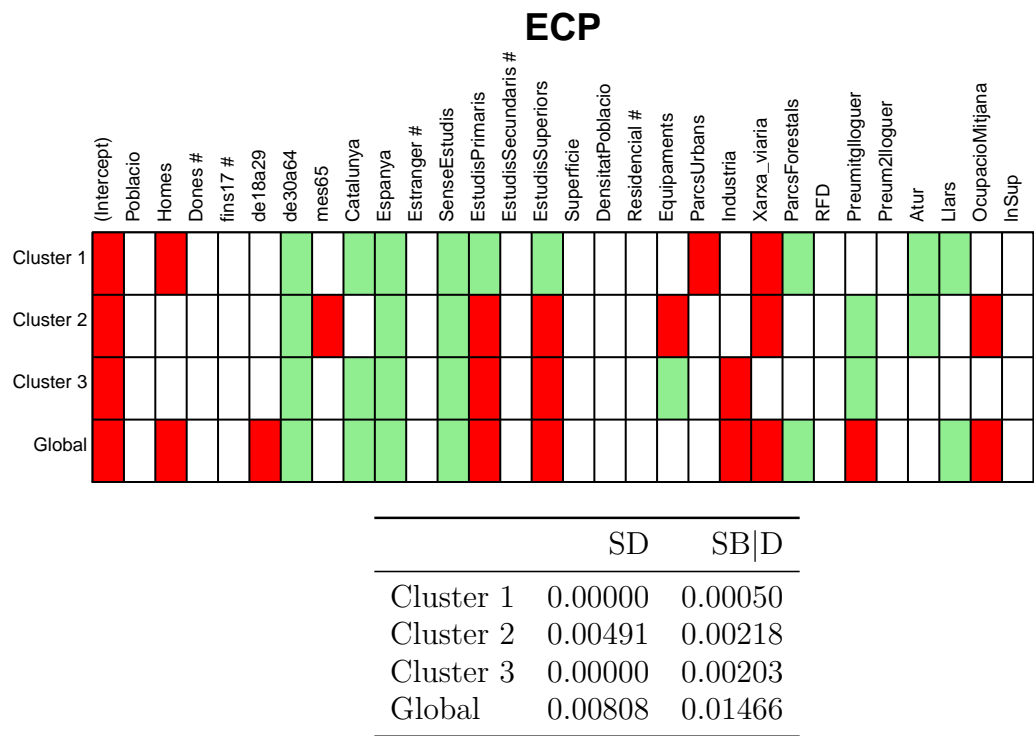 ECP
(Intercept)
Poblacio
Homes
Dones #
fins17 #
de18a29
de30a64
mes65
Catalunya
Espanya
Estranger #
SenseEstudis
EstudisPrimaris
EstudisSecundaris #
EstudisSuperiors
Superficie
DensitatPoblacio
Residencial #
Equipaments
ParcsUrbans
Industria
Xarxa_viaria
ParcsForestals
RFD
Preumitglloguer
Preum2lloguer
Atur
Llars
OcupacioMitjana
InSup
Cluster 1
Cluster 2
Cluster 3
Global
SD SB|D
Cluster 1 0.00000 0.00050
Cluster 2 0.00491 0.00218
Cluster 3 0.00000 0.00203
Global 0.00808 0.01466